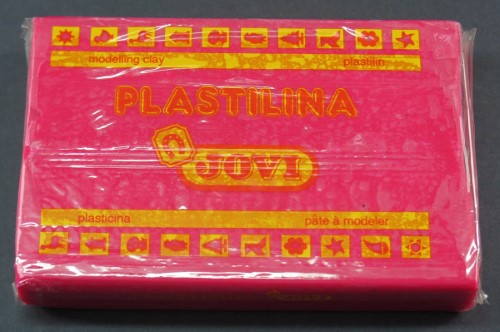 modelling clay plastilin
PLASTILINA
JOVI
plasticina pâte à modeler